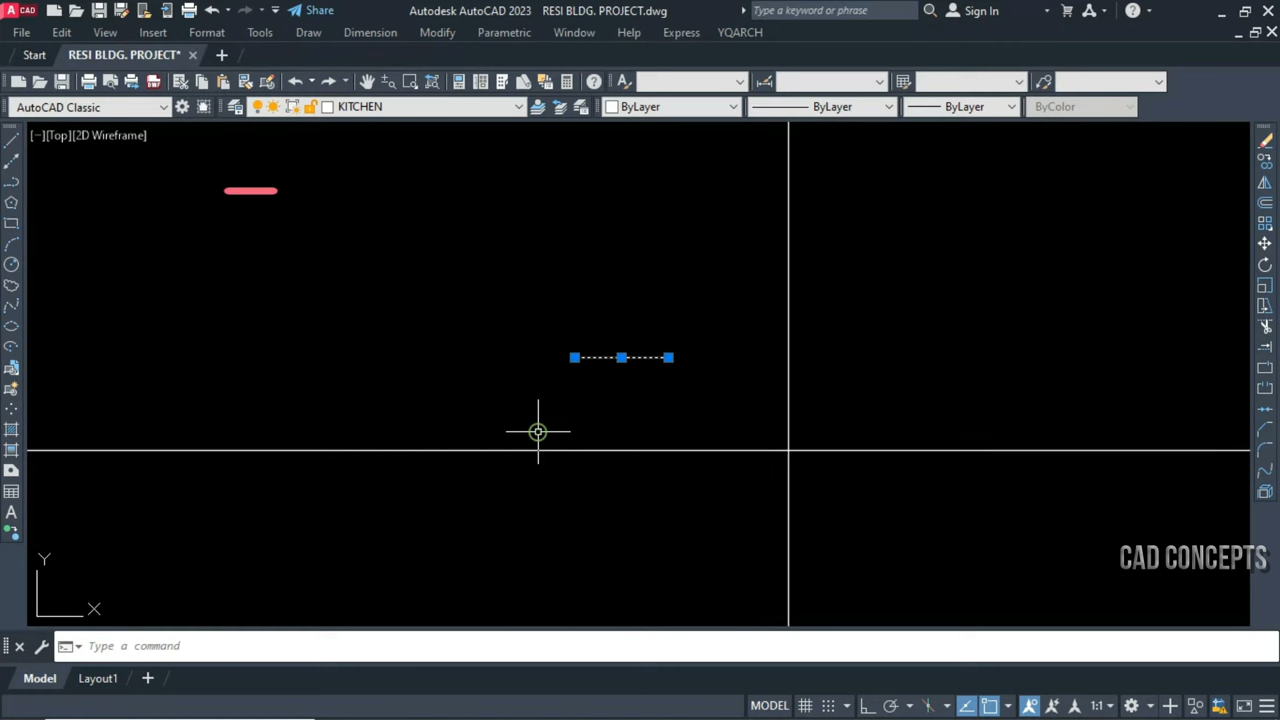 CAD
Share
Autodesk AutoCAD 2023 RESI BLDG. PROJECT.dwg
Type a keyword or phrase
Sign In
File Edit View Insert Format Tools Draw Dimension Modify Parametric Window Help Express YQARCH
Start
RESI BLDG. PROJECT*
AutoCAD Classic
KITCHEN
ByLayer
ByLayer
ByLayer
ByColor
[−][Top][2D Wireframe]
CAD CONCEPTS
Y
X
Type a command
Model
Layout1
MODEL
1:1